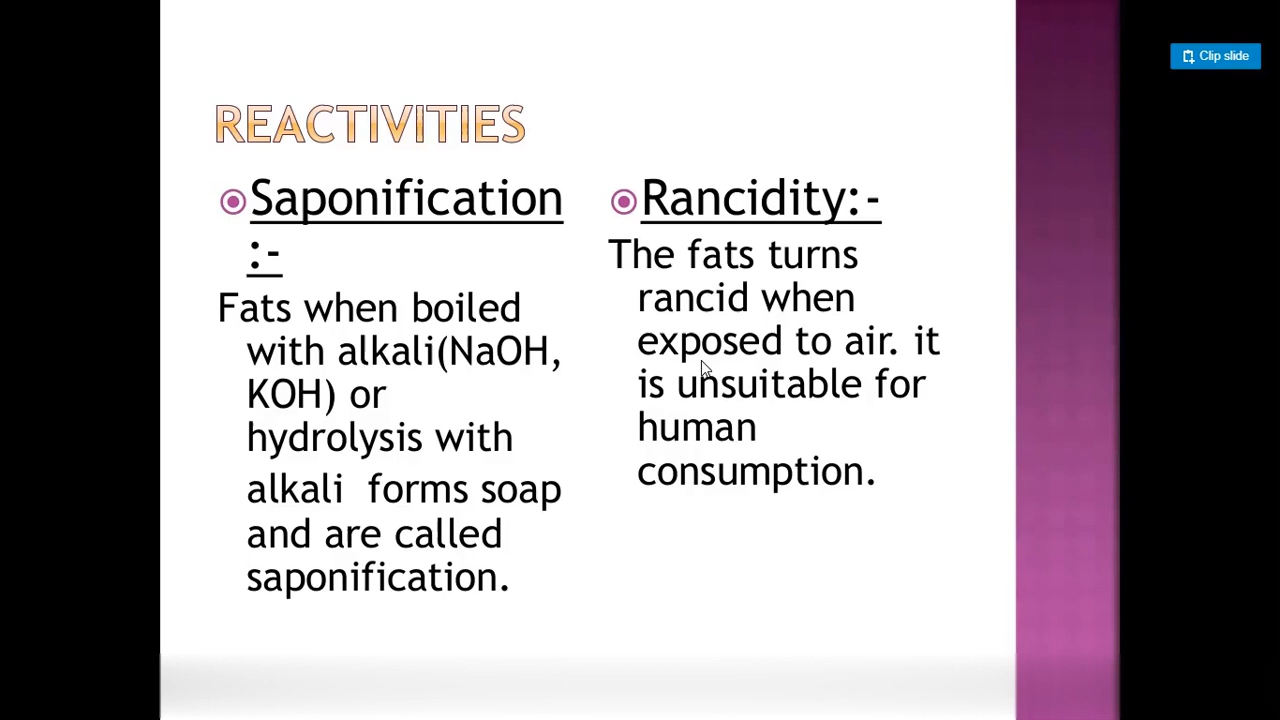 Clip slide
REACTIVITIES
Saponification
:-
Fats when boiled
with alkali(NaOH,
KOH) or
hydrolysis with
alkali forms soap
and are called
saponification.
Rancidity:-
The fats turns
rancid when
exposed to air. it
is unsuitable for
human
consumption.